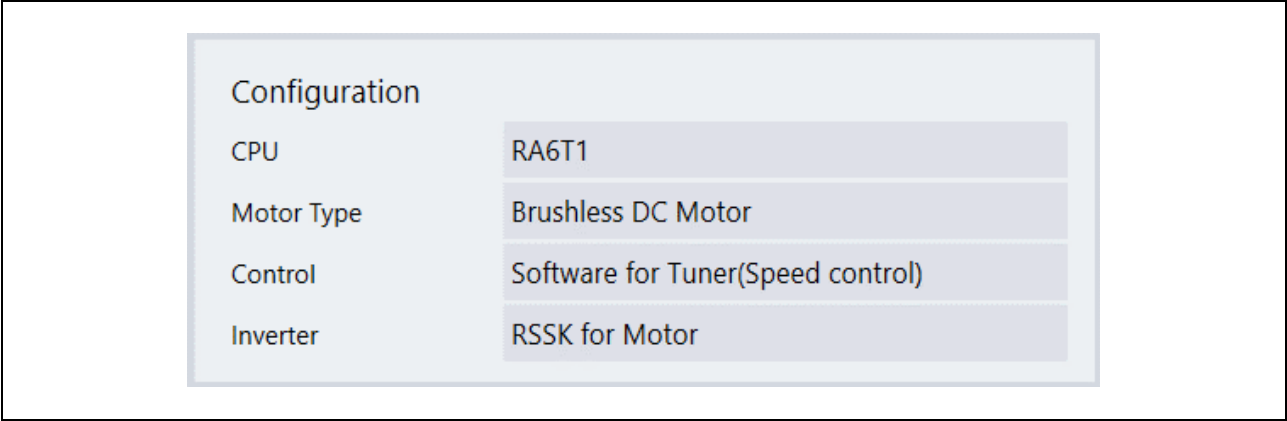 Configuration
CPU RA6T1
Motor Type Brushless DC Motor
Control Software for Tuner(Speed control)
Inverter RSSK for Motor